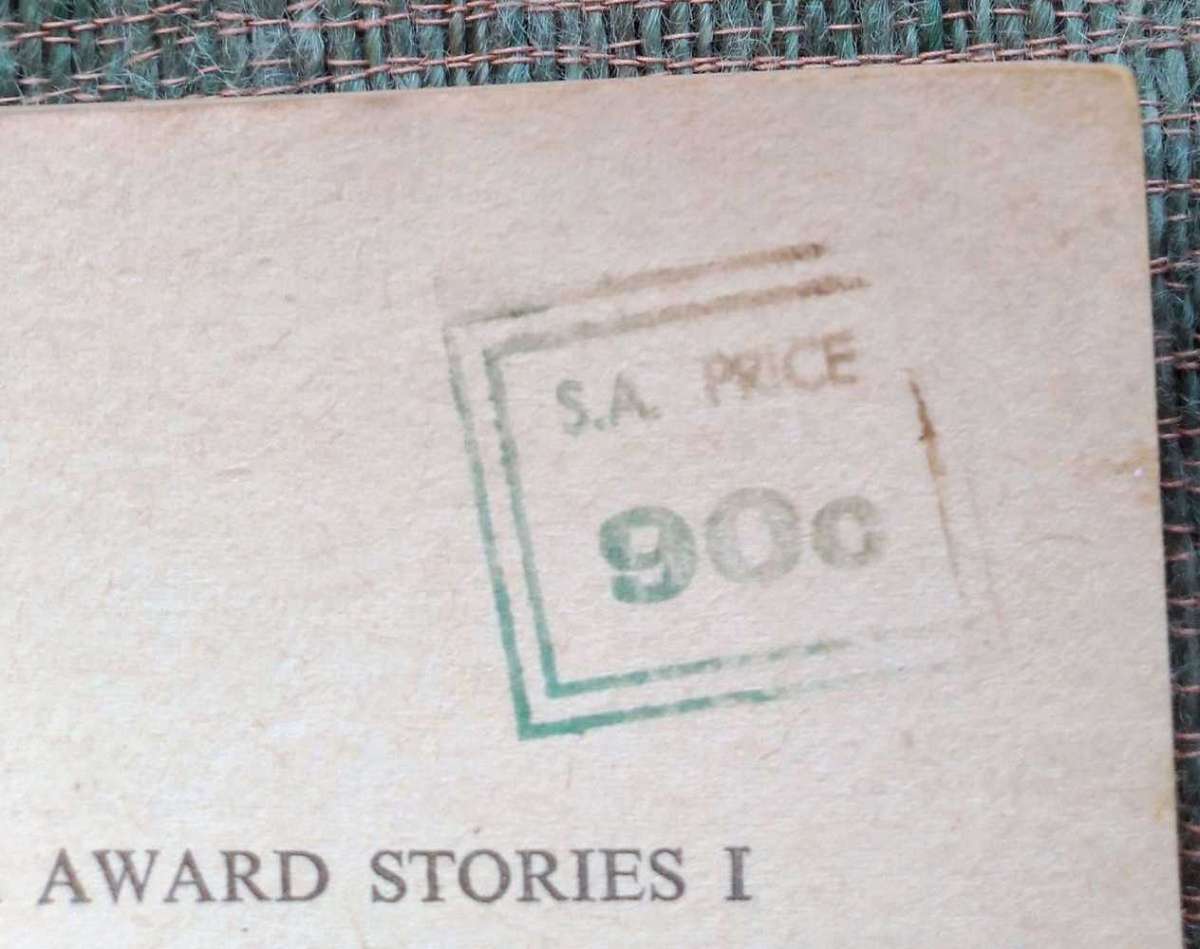 S.A. PRICE
90c
AWARD STORIES I